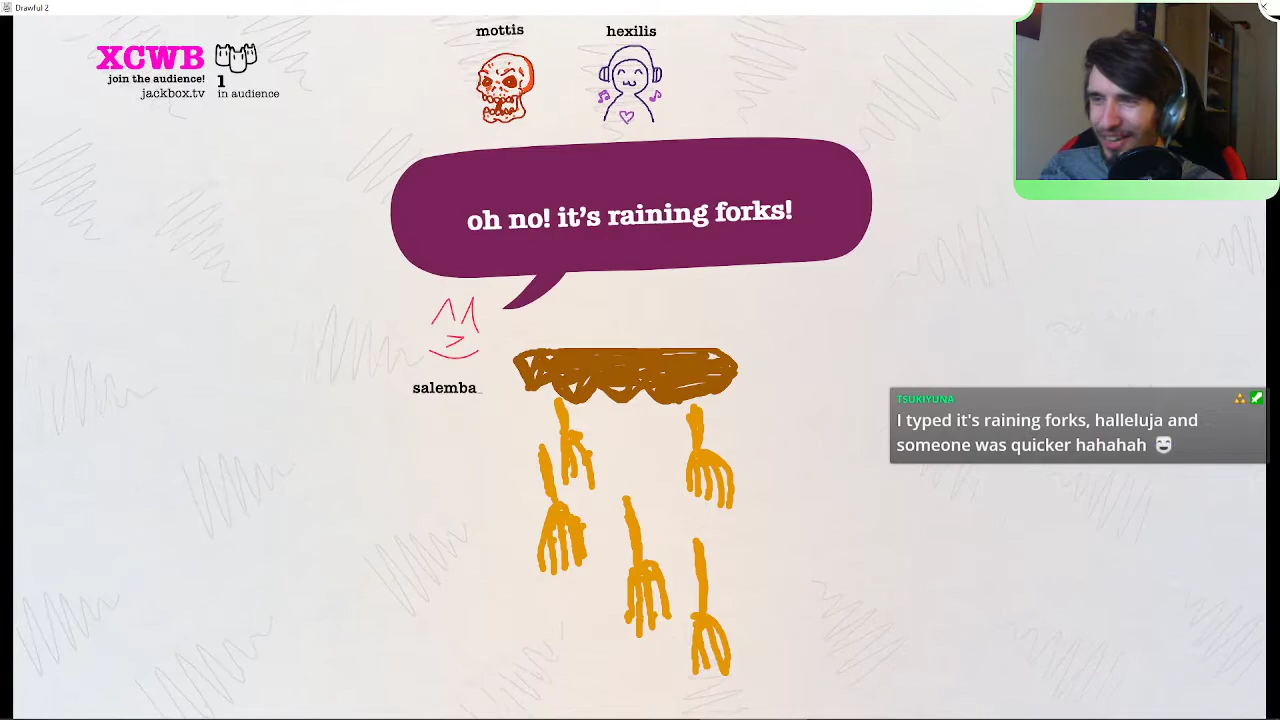 Drawful 2
XCWB
join the audience!
jackbox.tv
1
in audience
mottis
hexilis
oh no! it's raining forks!
salemba_
TSUKIYUNA
I typed it's raining forks, halleluja and
someone was quicker hahahah